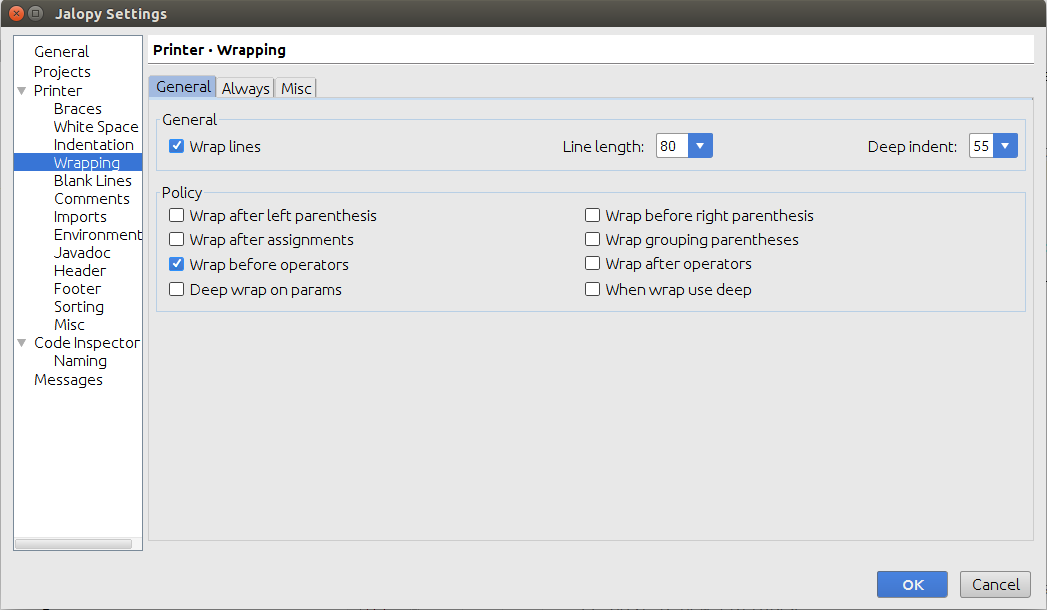 Jalopy Settings
General
Projects
Printer
Braces
White Space
Indentation
Wrapping
Blank Lines
Comments
Imports
Environment
Javadoc
Header
Footer
Sorting
Misc
Code Inspector
Naming
Messages
Printer · Wrapping
General Always Misc
General
Wrap lines Line length: 80 Deep indent: 55
Policy
Wrap after left parenthesis Wrap before right parenthesis
Wrap after assignments Wrap grouping parentheses
Wrap before operators Wrap after operators
Deep wrap on params When wrap use deep
OK Cancel